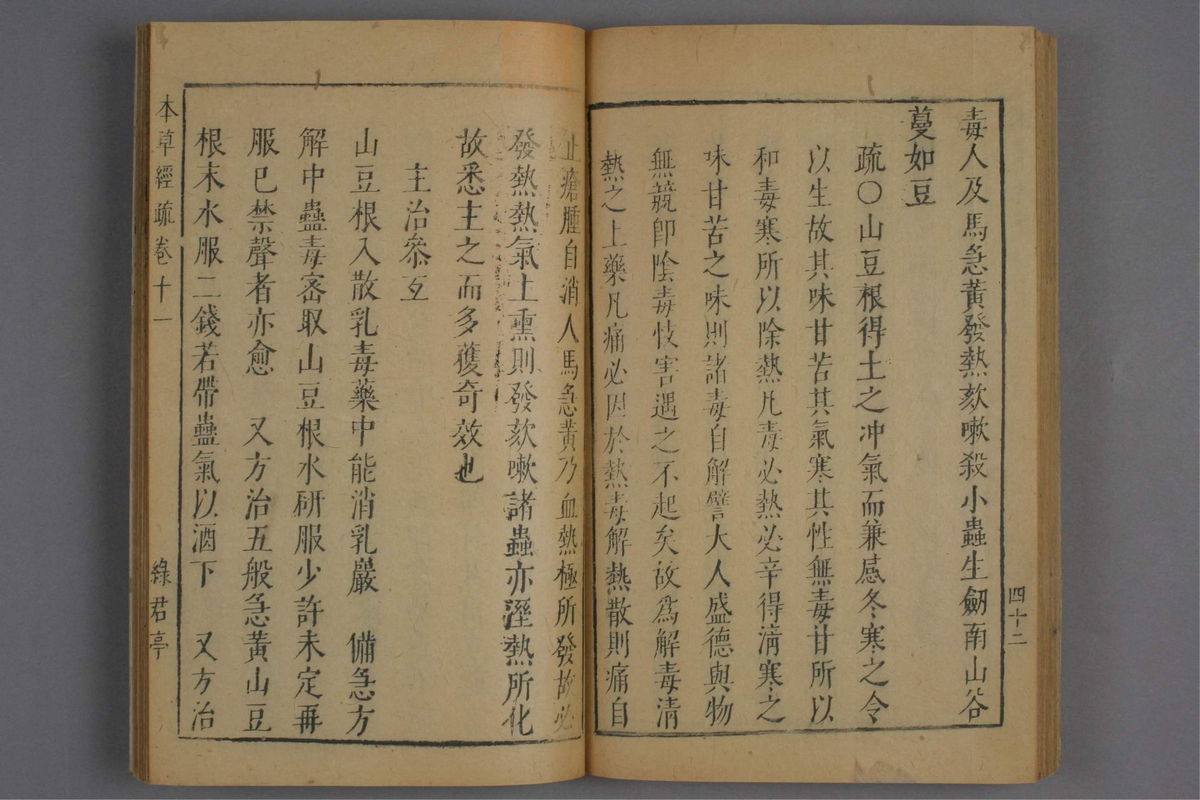 毒人及馬急黃發熱欬嗽殺小蟲生劒南山谷
蔓如豆
疏○山豆根得土之冲氣而兼感冬寒之令
以生故其味甘苦其氣寒其性無毒甘所以
和毒寒所以除熱凡毒必熱必辛得淸寒之
味甘苦之味則諸毒自解譬大人盛德與物
無競卽陰毒忮害遇之不起矣故爲解毒清
熱之上藥凡痛必因於熱毒解熱散則痛自
四十二
止瘡腫自消人馬急黃乃血熱極所發故必
發熱熱氣上熏則發欬嗽諸蟲亦溼熱所化
故悉主之而多獲奇效也
主治叅互
山豆根入散乳毒藥中能消乳巖 備急方
解中蠱毒宻取山豆根水研服少許未定再
服已禁聲者亦愈 又方治五般急黃山豆
根末水服二錢若帶蠱氣以酒下 又方治
本草經疏卷十一
綠君亭